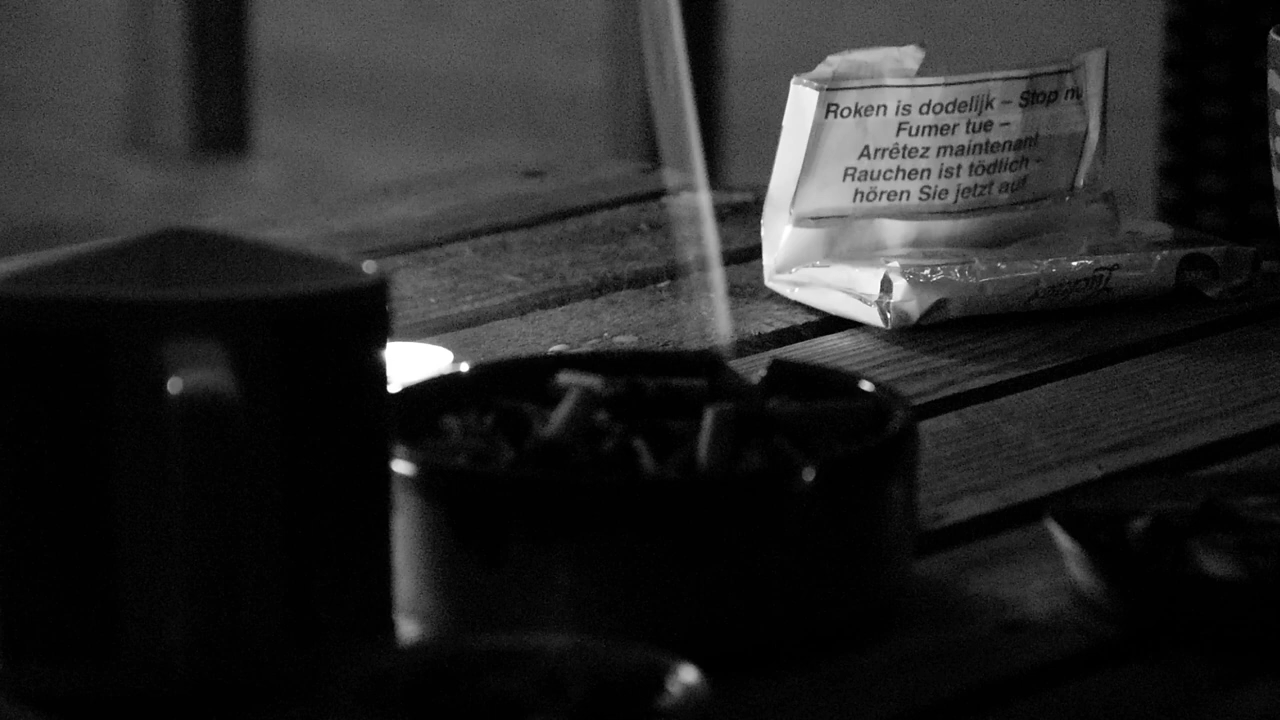 Roken is dodelijk – Stop nu
Fumer tue –
Arrêtez maintenant
Rauchen ist tödlich -
hören Sie jetzt auf